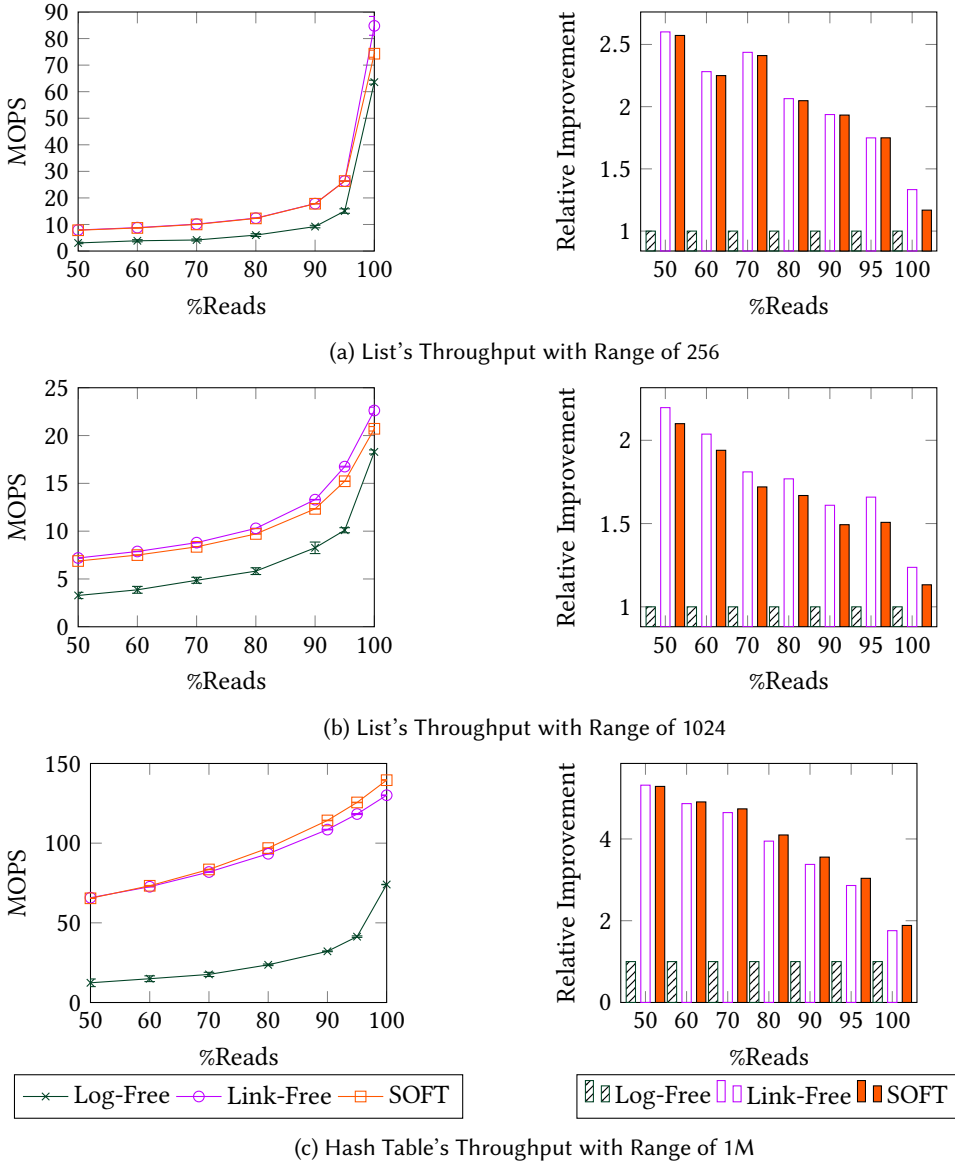 90
80
70
60
50
40
30
20
10
0
50 60 70 80 90 100
MOPS
%Reads
2.5
2
1.5
1
50 60 70 80 90 95 100
Relative Improvement
%Reads
(a) List's Throughput with Range of 256
25
20
15
10
5
0
50 60 70 80 90 100
MOPS
%Reads
2
1.5
1
50 60 70 80 90 95 100
Relative Improvement
%Reads
(b) List's Throughput with Range of 1024
150
100
50
0
50 60 70 80 90 100
MOPS
%Reads
4
2
0
50 60 70 80 90 95 100
Relative Improvement
%Reads
Log-Free Link-Free SOFT
Log-Free Link-Free SOFT
(c) Hash Table's Throughput with Range of 1M